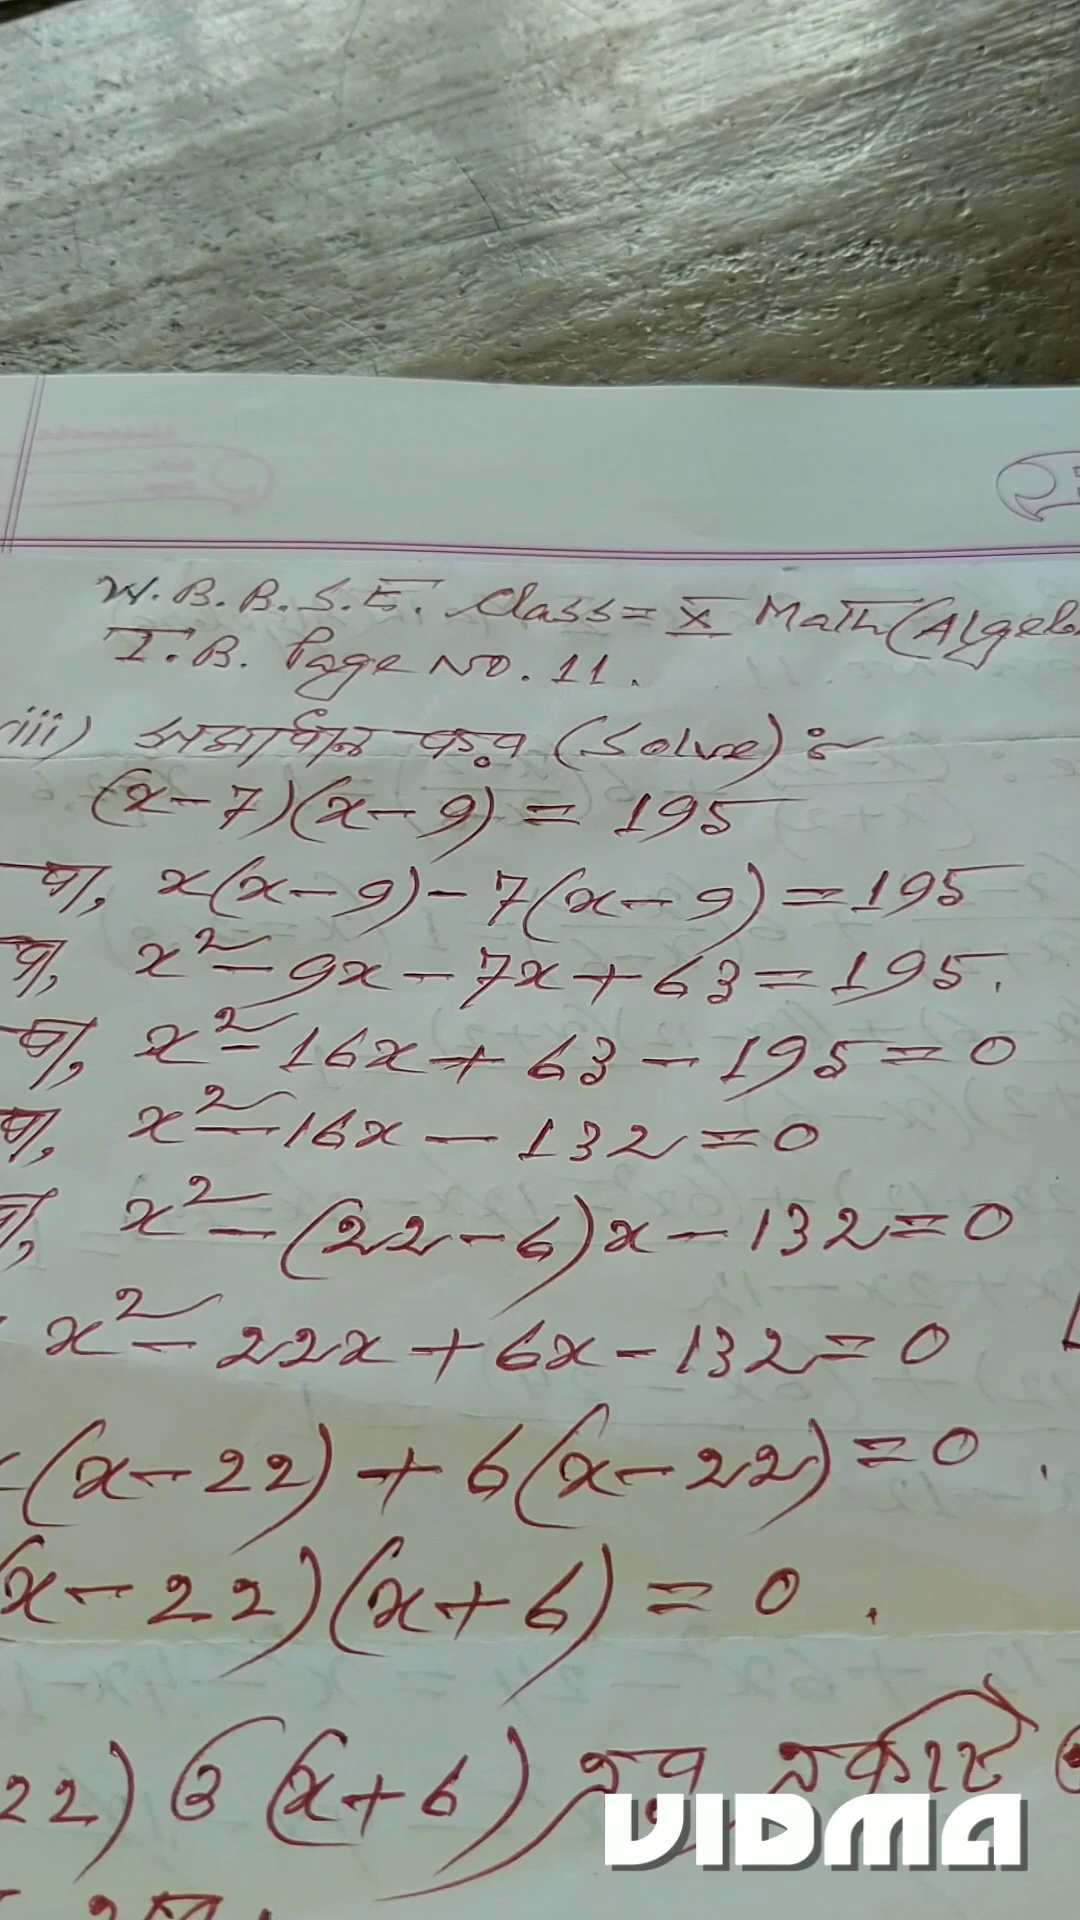 W.B.B.S.E. Class = X Math (Algeb
T.B. Page No. 11.
iii) সমাধান করু (Solve) :-
(x-7)(x-9) = 195
বা, x(x-9) - 7(x-9) = 195
বা, x² - 9x - 7x + 63 = 195.
বা, x² - 16x + 63 - 195 = 0
বা, x² - 16x - 132 = 0
বা, x² - (22-6)x - 132 = 0
x² - 22x + 6x - 132 = 0
(x-22) + 6(x-22) = 0.
(x-22)(x+6) = 0.
22) ও (x+6) এর একটি
VIDMA